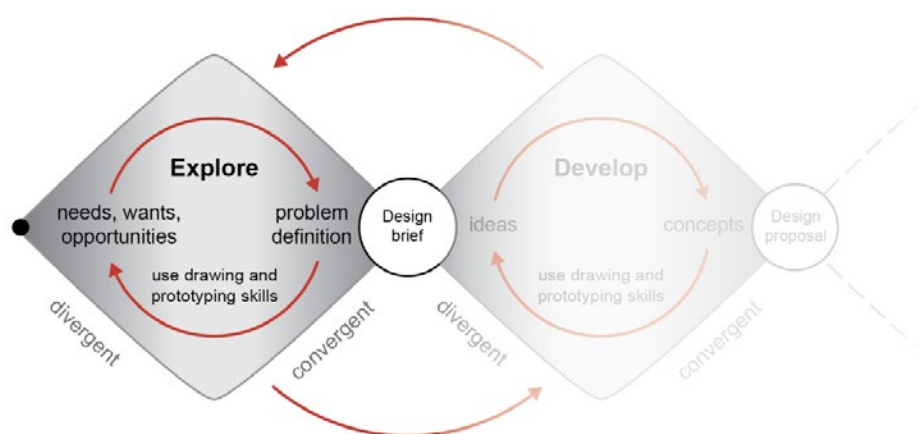 Explore
needs, wants,
opportunities
problem
definition
use drawing and
prototyping skills
divergent
convergent
Design
brief
Develop
ideas
concepts
use drawing and
prototyping skills
divergent
convergent
Design
proposal